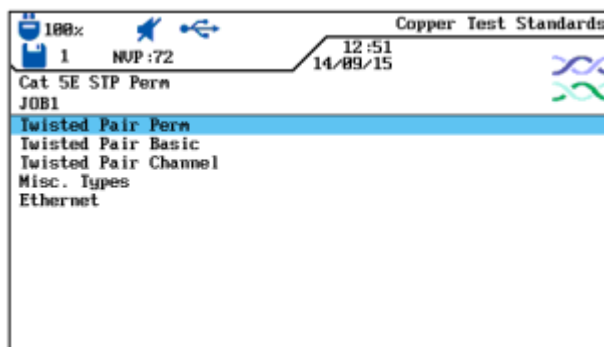 100% Copper Test Standards
1 NVP:72 12:51
14/09/15
Cat 5E STP Perm
JOB1
Twisted Pair Perm
Twisted Pair Basic
Twisted Pair Channel
Misc. Types
Ethernet